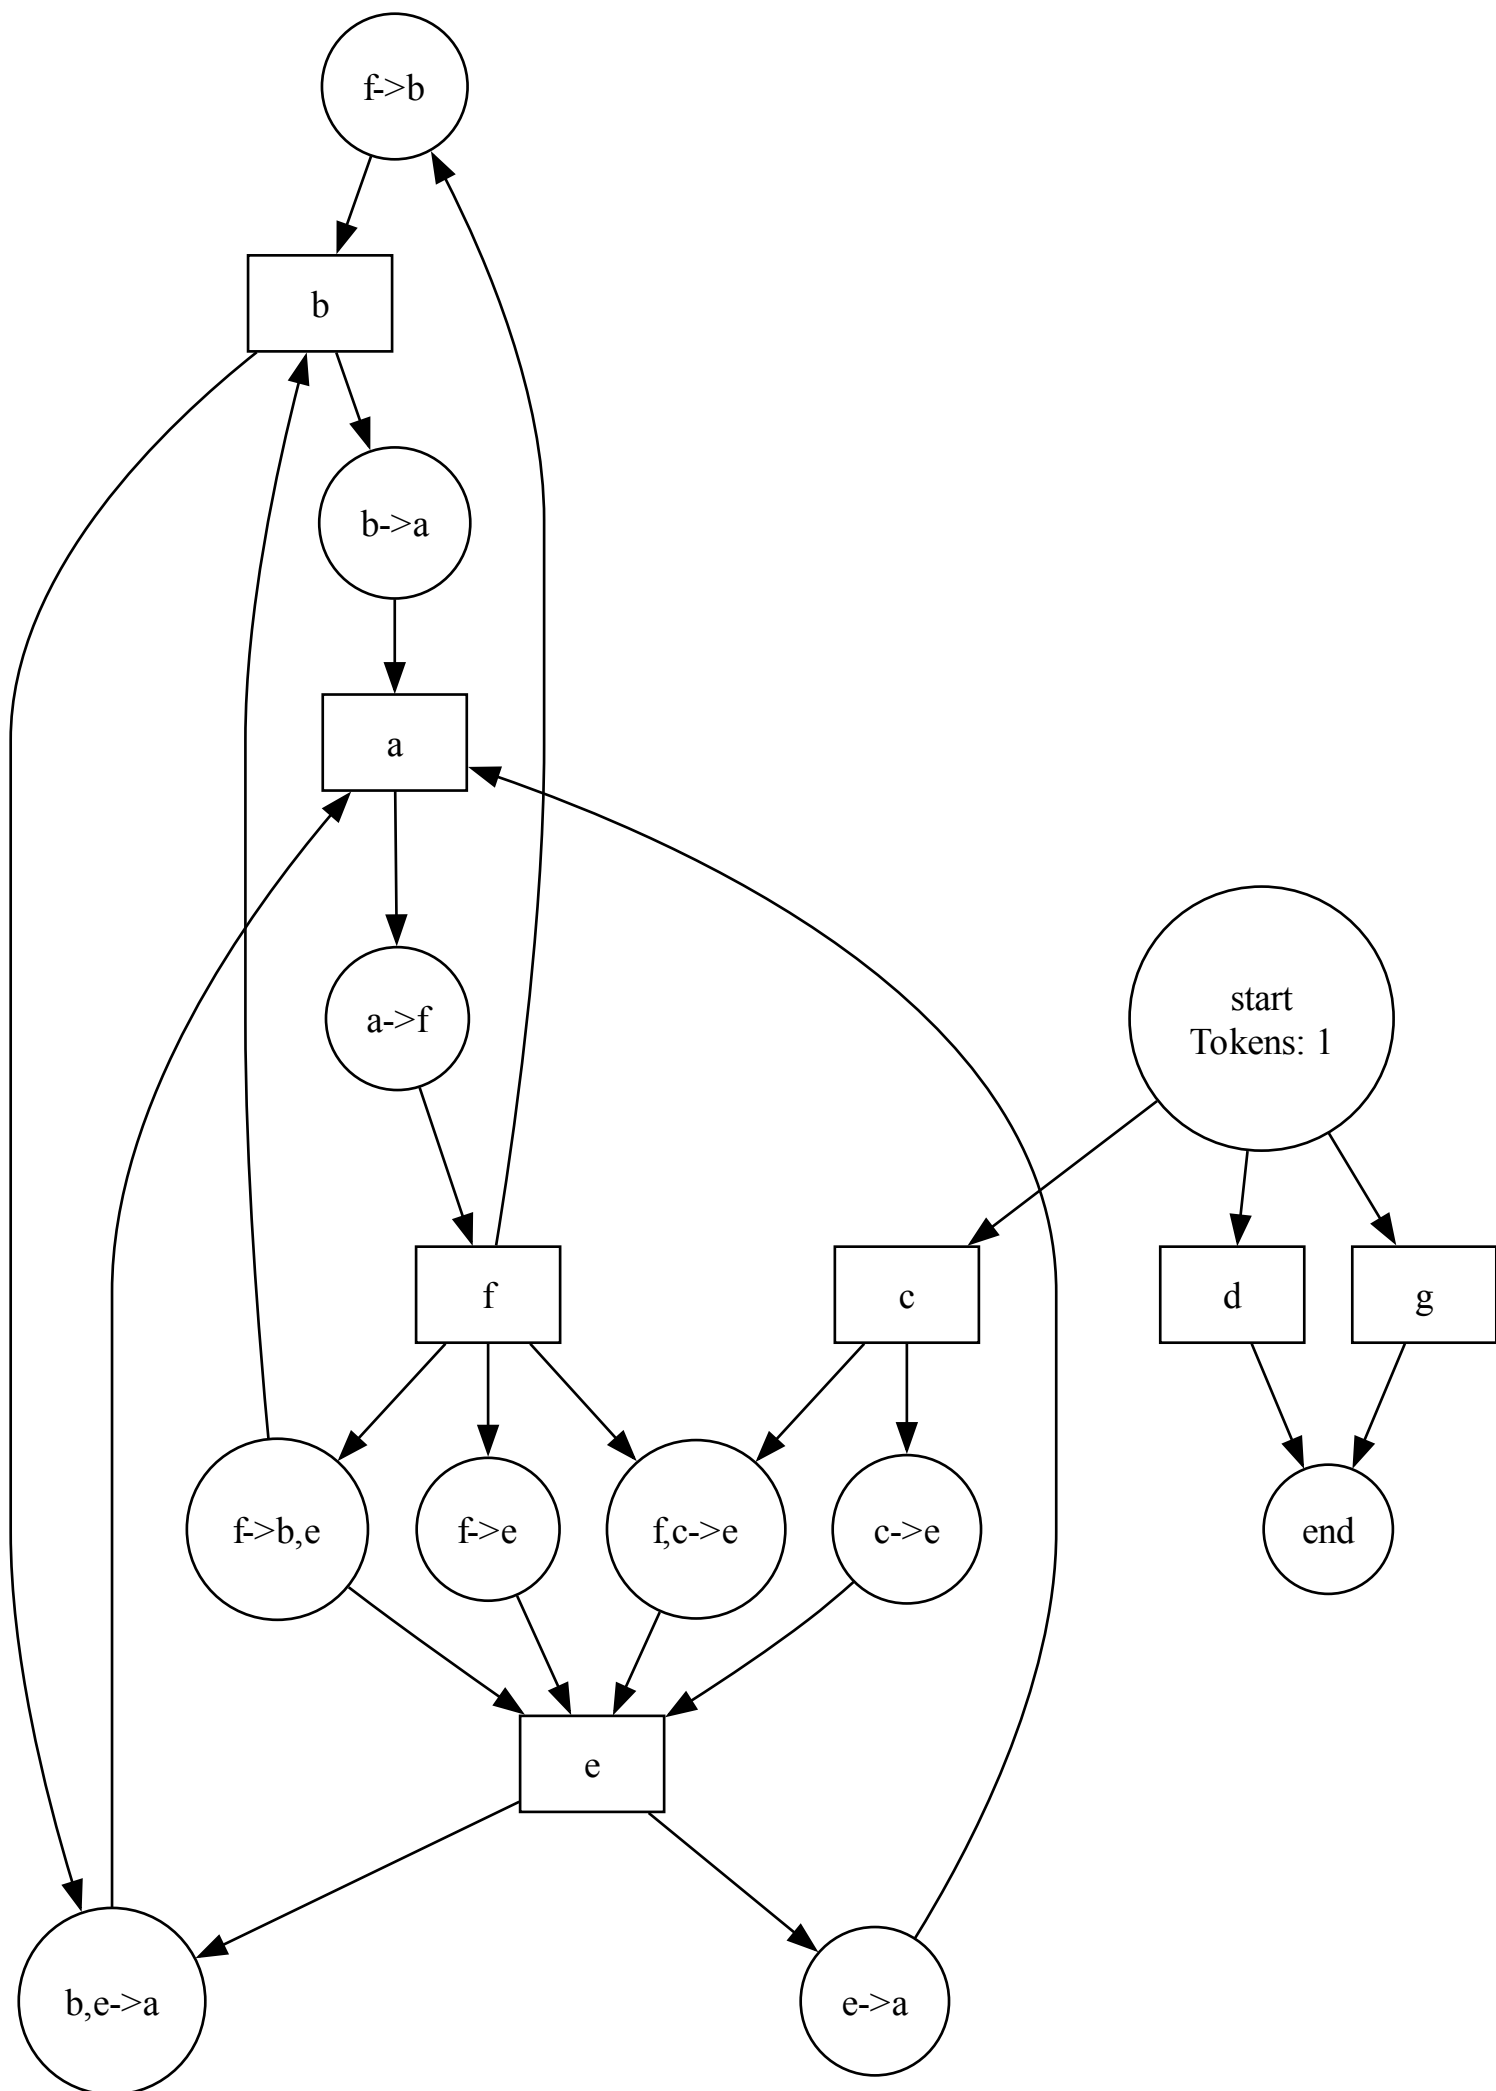 f->b
b
b->a
a
a->f
start
Tokens: 1
f
c
d
g
f->b,e
f->e
f,c->e
c->e
end
e
b,e->a
e->a